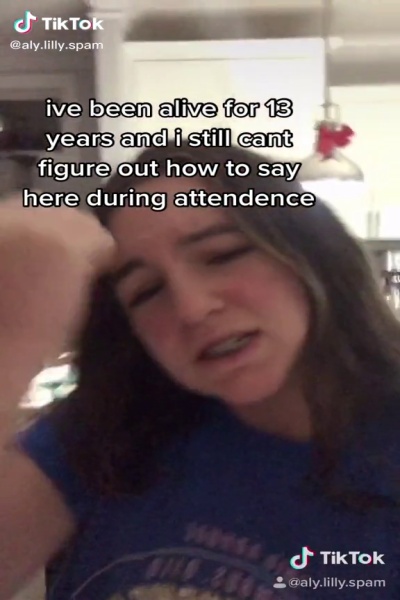 TikTok
@aly.lilly.spam
ive been alive for 13
years and i still cant
figure out how to say
here during attendence
TikTok
@aly.lilly.spam